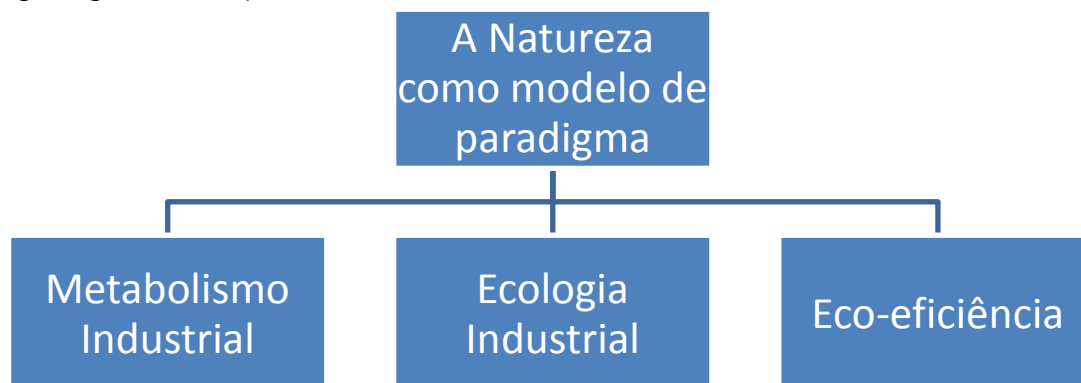 A Natureza
como modelo de
paradigma
Metabolismo
Industrial
Ecologia
Industrial
Eco-eficiência